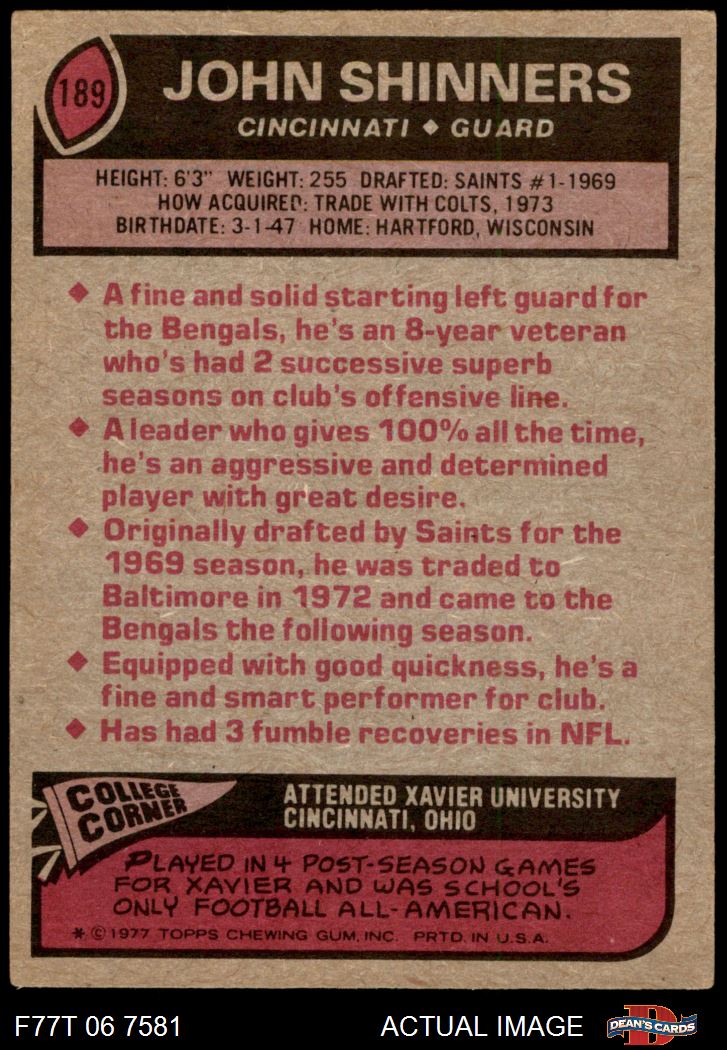 189
JOHN SHINNERS
CINCINNATI ♦ GUARD
HEIGHT: 6'3" WEIGHT: 255 DRAFTED: SAINTS #1-1969
HOW ACQUIRED: TRADE WITH COLTS, 1973
BIRTHDATE: 3-1-47 HOME: HARTFORD, WISCONSIN
♦ A fine and solid starting left guard for
the Bengals, he's an 8-year veteran
who's had 2 successive superb
seasons on club's offensive line.
♦ A leader who gives 100% all the time,
he's an aggressive and determined
player with great desire.
♦ Originally drafted by Saints for the
1969 season, he was traded to
Baltimore in 1972 and came to the
Bengals the following season.
♦ Equipped with good quickness, he's a
fine and smart performer for club.
♦ Has had 3 fumble recoveries in NFL.
COLLEGE
CORNER
ATTENDED XAVIER UNIVERSITY
CINCINNATI, OHIO
PLAYED IN 4 POST-SEASON GAMES
FOR XAVIER AND WAS SCHOOL'S
ONLY FOOTBALL ALL-AMERICAN.
* © 1977 TOPPS CHEWING GUM, INC. PRTD. IN U.S.A.
F77T 06 7581
ACTUAL IMAGE
D
DEAN'S CARDS